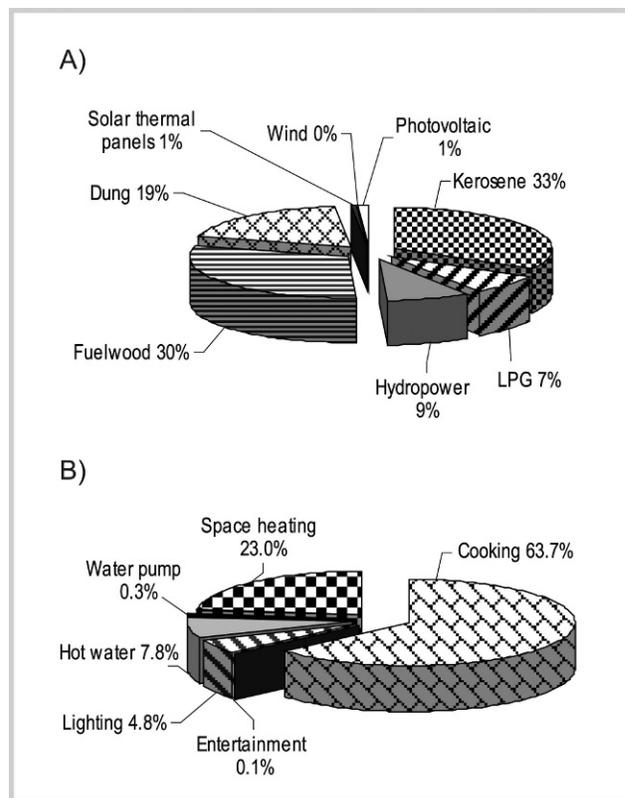 A)
Solar thermal
panels 1%
Wind 0%
Photovoltaic
1%
Kerosene 33%
Dung 19%
Fuelwood 30%
Hydropower
9%
LPG 7%
B)
Space heating
23.0%
Cooking 63.7%
Water pump
0.3%
Hot water 7.8%
Lighting 4.8%
Entertainment
0.1%